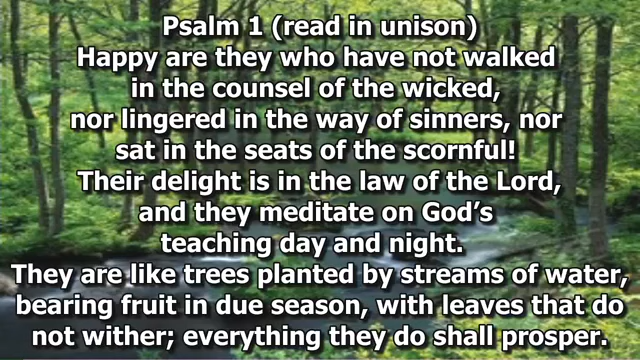 Psalm 1 (read in unison)
Happy are they who have not walked
in the counsel of the wicked,
nor lingered in the way of sinners, nor
sat in the seats of the scornful!
Their delight is in the law of the Lord,
and they meditate on God’s
teaching day and night.
They are like trees planted by streams of water,
bearing fruit in due season, with leaves that do
not wither; everything they do shall prosper.